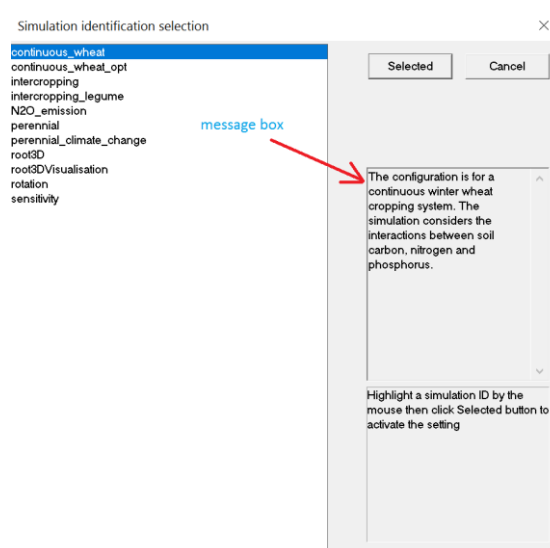 Simulation identification selection
continuous_wheat
continuous_wheat_opt
intercropping
intercropping_legume
N2O_emission
perennial
perennial_climate_change
root3D
root3DVisualisation
rotation
sensitivity
message box
Selected
Cancel
The configuration is for a
continuous winter wheat
cropping system. The
simulation considers the
interactions between soil
carbon, nitrogen and
phosphorus.
Highlight a simulation ID by the
mouse then click Selected button to
activate the setting